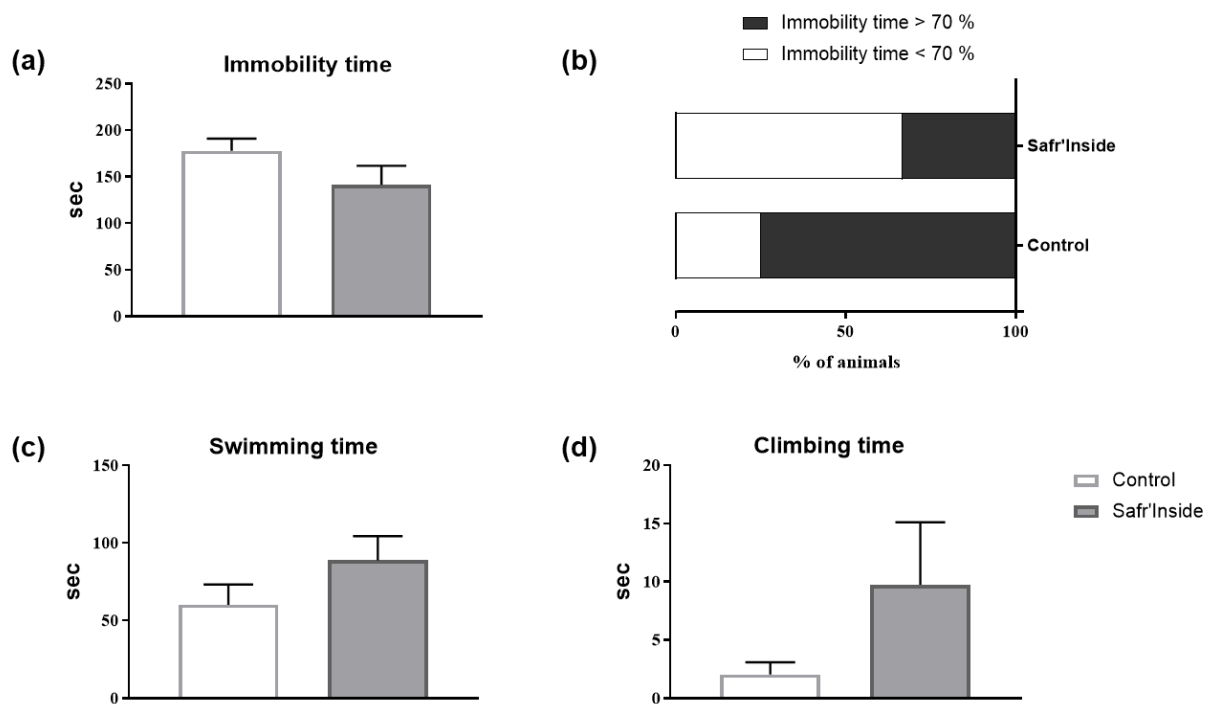 Immobility time > 70 %
Immobility time < 70 %
(a)
Immobility time
250
200
150
100
50
0
sec
(b)
Safr'Inside
Control
0 50 100
% of animals
(c)
Swimming time
150
100
50
0
sec
(d)
Climbing time
20
15
10
5
0
sec
Control
Safr'Inside